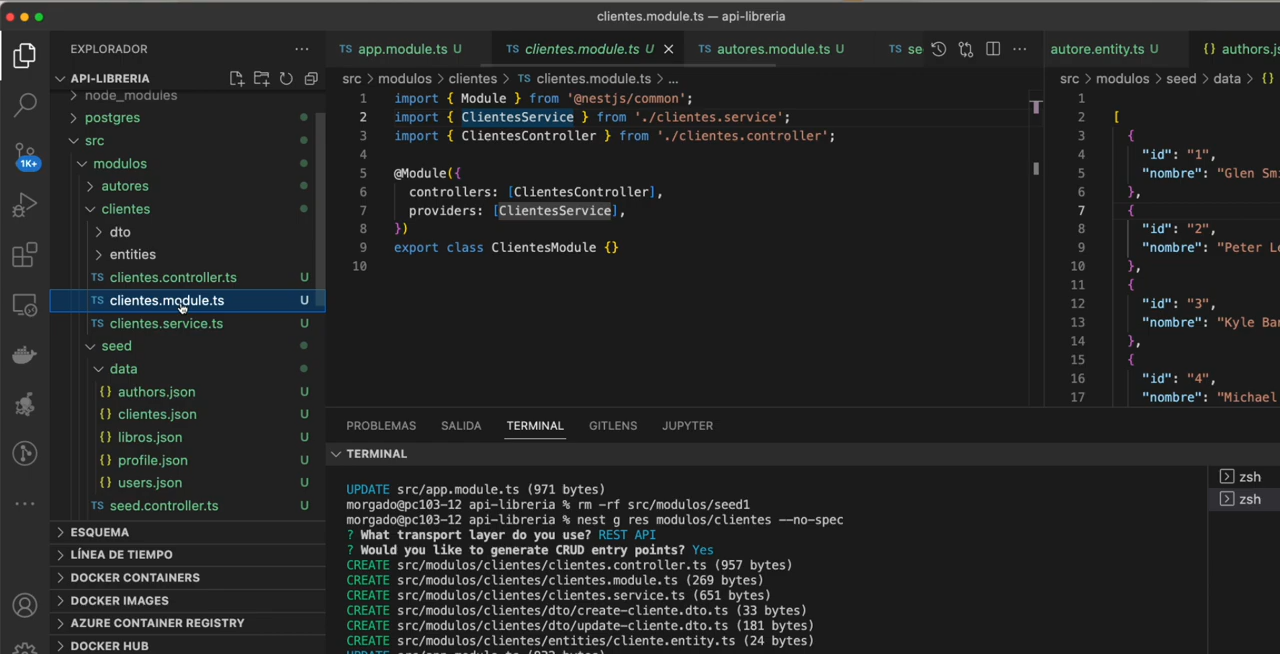 clientes.module.ts — api-libreria
EXPLORADOR
API-LIBRERIA
node_modules
postgres
src
modulos
autores
clientes
dto
entities
TS clientes.controller.ts U
TS clientes.module.ts U
TS clientes.service.ts U
seed
data
{} authors.json U
{} clientes.json U
{} libros.json U
{} profile.json U
{} users.json U
TS seed.controller.ts U
ESQUEMA
LÍNEA DE TIEMPO
DOCKER CONTAINERS
DOCKER IMAGES
AZURE CONTAINER REGISTRY
DOCKER HUB
1K+
TS app.module.ts U
TS clientes.module.ts U
TS autores.module.ts U
TS se
src > modulos > clientes > TS clientes.module.ts > ...
1 import { Module } from '@nestjs/common';
2 import { ClientesService } from './clientes.service';
3 import { ClientesController } from './clientes.controller';
4
5 @Module({
6 controllers: [ClientesController],
7 providers: [ClientesService],
8 })
9 export class ClientesModule {}
10
autore.entity.ts U
{} authors.js
src > modulos > seed > data > {}
1
2 [
3 {
4 "id": "1",
5 "nombre": "Glen Smi
6 },
7 {
8 "id": "2",
9 "nombre": "Peter Lo
10 },
11 {
12 "id": "3",
13 "nombre": "Kyle Bar
14 },
15 {
16 "id": "4",
17 "nombre": "Michael
PROBLEMAS SALIDA TERMINAL GITLENS JUPYTER
TERMINAL
UPDATE src/app.module.ts (971 bytes)
morgado@pc103-12 api-libreria % rm -rf src/modulos/seed1
morgado@pc103-12 api-libreria % nest g res modulos/clientes --no-spec
? What transport layer do you use? REST API
? Would you like to generate CRUD entry points? Yes
CREATE src/modulos/clientes/clientes.controller.ts (957 bytes)
CREATE src/modulos/clientes/clientes.module.ts (269 bytes)
CREATE src/modulos/clientes/clientes.service.ts (651 bytes)
CREATE src/modulos/clientes/dto/create-cliente.dto.ts (33 bytes)
CREATE src/modulos/clientes/dto/update-cliente.dto.ts (181 bytes)
CREATE src/modulos/clientes/entities/cliente.entity.ts (24 bytes)
zsh
zsh